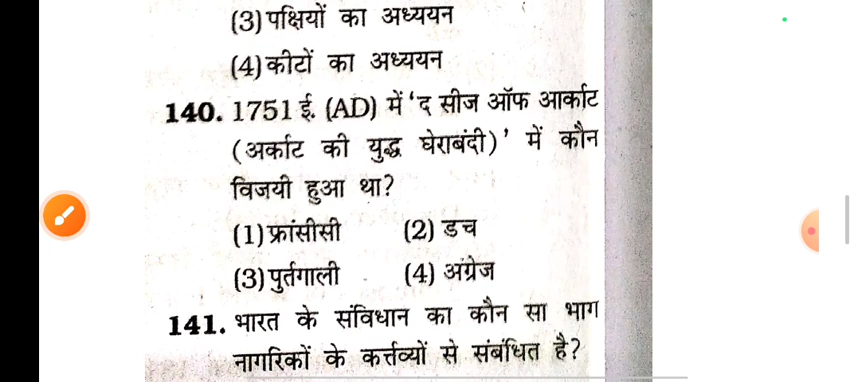 (3) पक्षियों का अध्ययन
(4) कीटों का अध्ययन
140. 1751 ई. (AD) में ‘द सीज ऑफ आर्काट
(अर्काट की युद्ध घेराबंदी)’ में कौन
विजयी हुआ था?
(1) फ्रांसीसी (2) डच
(3) पुर्तगाली (4) अंग्रेज
141. भारत के संविधान का कौन सा भाग
नागरिकों के कर्त्तव्यों से संबंधित है?